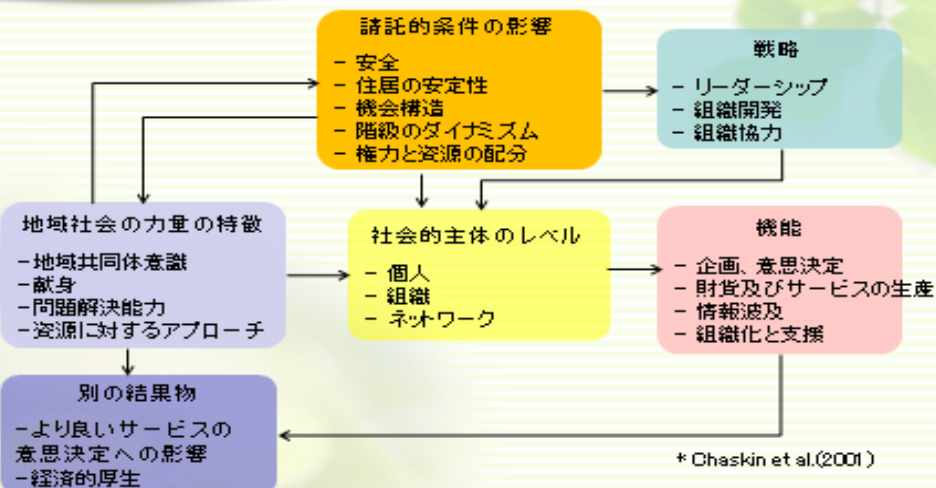 請託的条件の影響
- 安全
- 住居の安定性
- 機会構造
- 階級のダイナミズム
- 権力と資源の配分
戦略
- リーダーシップ
- 組織開発
- 組織協力
地域社会の力量の特徴
-地域共同体意識
-献身
-問題解決能力
-資源に対するアプローチ
社会的主体のレベル
- 個人
- 組織
- ネットワーク
機能
- 企画、意思決定
- 財貨及びサービスの生産
- 情報波及
- 組織化と支援
別の結果物
-より良いサービスの
意思決定への影響
-経済的厚生
* Chaskin et al.(2001)